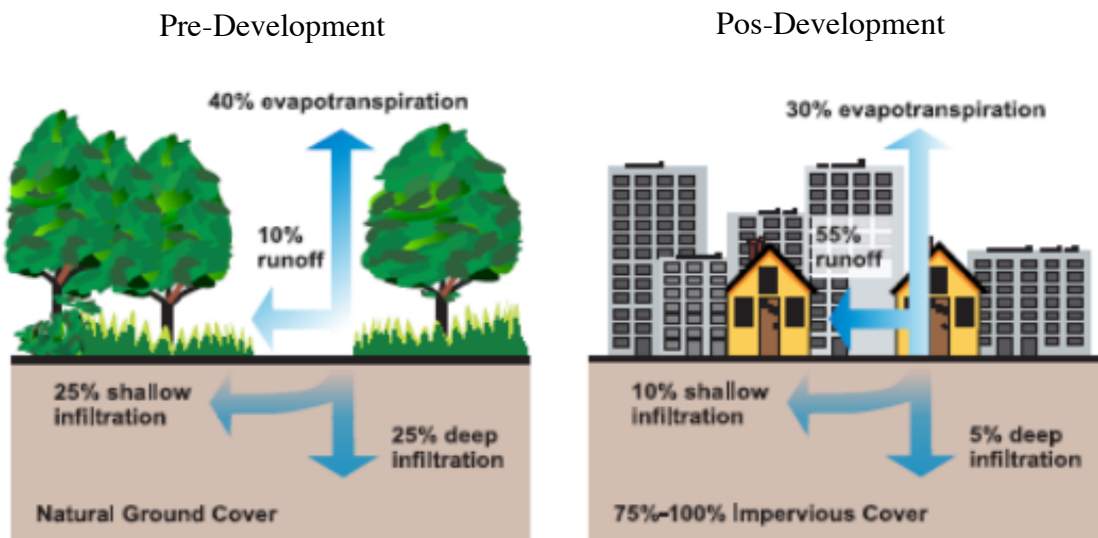 Pre-Development
40% evapotranspiration
10%
runoff
25% shallow
infiltration
25% deep
infiltration
Natural Ground Cover
Pos-Development
30% evapotranspiration
55%
runoff
10% shallow
infiltration
5% deep
infiltration
75%–100% Impervious Cover